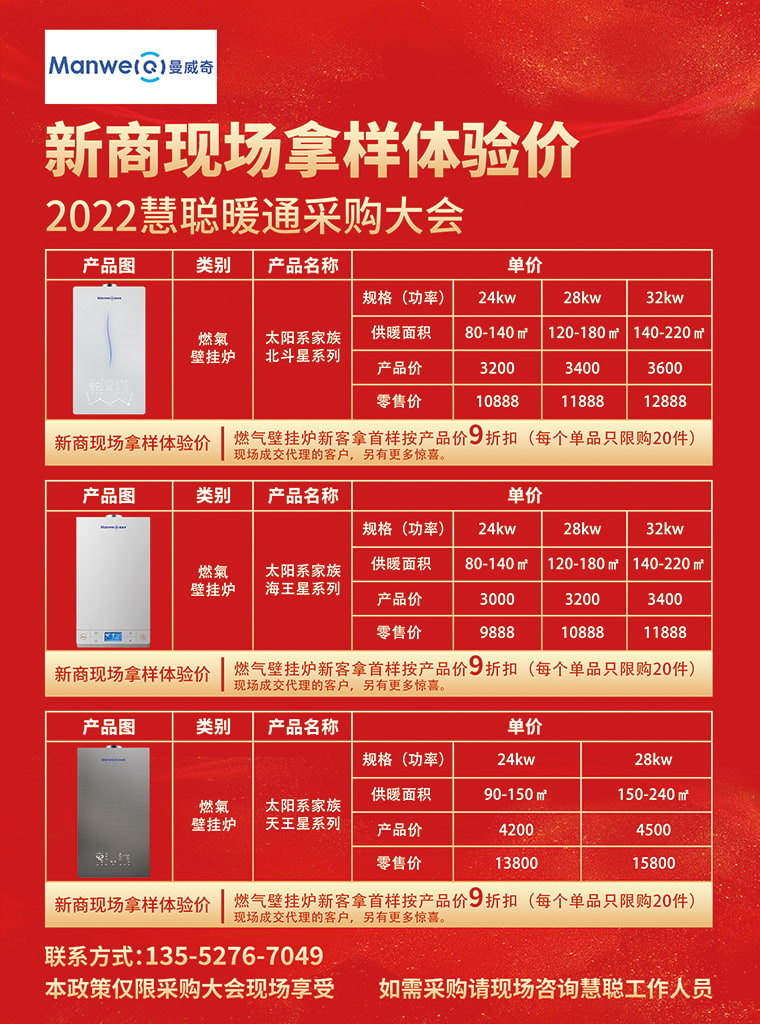 Manwe(Q)曼威奇
新商现场拿样体验价
2022慧聪暖通采购大会
产品图 类别 产品名称 单价
燃氣
壁挂炉
太阳系家族
北斗星系列
规格（功率） 24kw 28kw 32kw
供暖面积 80-140㎡ 120-180㎡ 140-220㎡
产品价 3200 3400 3600
零售价 10888 11888 12888
新商现场拿样体验价
燃气壁挂炉新客拿首样按产品价9折扣（每个单品只限购20件）
现场成交代理的客户，另有更多惊喜。
产品图 类别 产品名称 单价
燃氣
壁挂炉
太阳系家族
海王星系列
规格（功率） 24kw 28kw 32kw
供暖面积 80-140㎡ 120-180㎡ 140-220㎡
产品价 3000 3200 3400
零售价 9888 10888 11888
新商现场拿样体验价
燃气壁挂炉新客拿首样按产品价9折扣（每个单品只限购20件）
现场成交代理的客户，另有更多惊喜。
产品图 类别 产品名称 单价
燃氣
壁挂炉
太阳系家族
天王星系列
规格（功率） 24kw 28kw
供暖面积 90-150㎡ 150-240㎡
产品价 4200 4500
零售价 13800 15800
新商现场拿样体验价
燃气壁挂炉新客拿首样按产品价9折扣（每个单品只限购20件）
现场成交代理的客户，另有更多惊喜。
联系方式:135-5276-7049
本政策仅限采购大会现场享受 如需采购请现场咨询慧聪工作人员